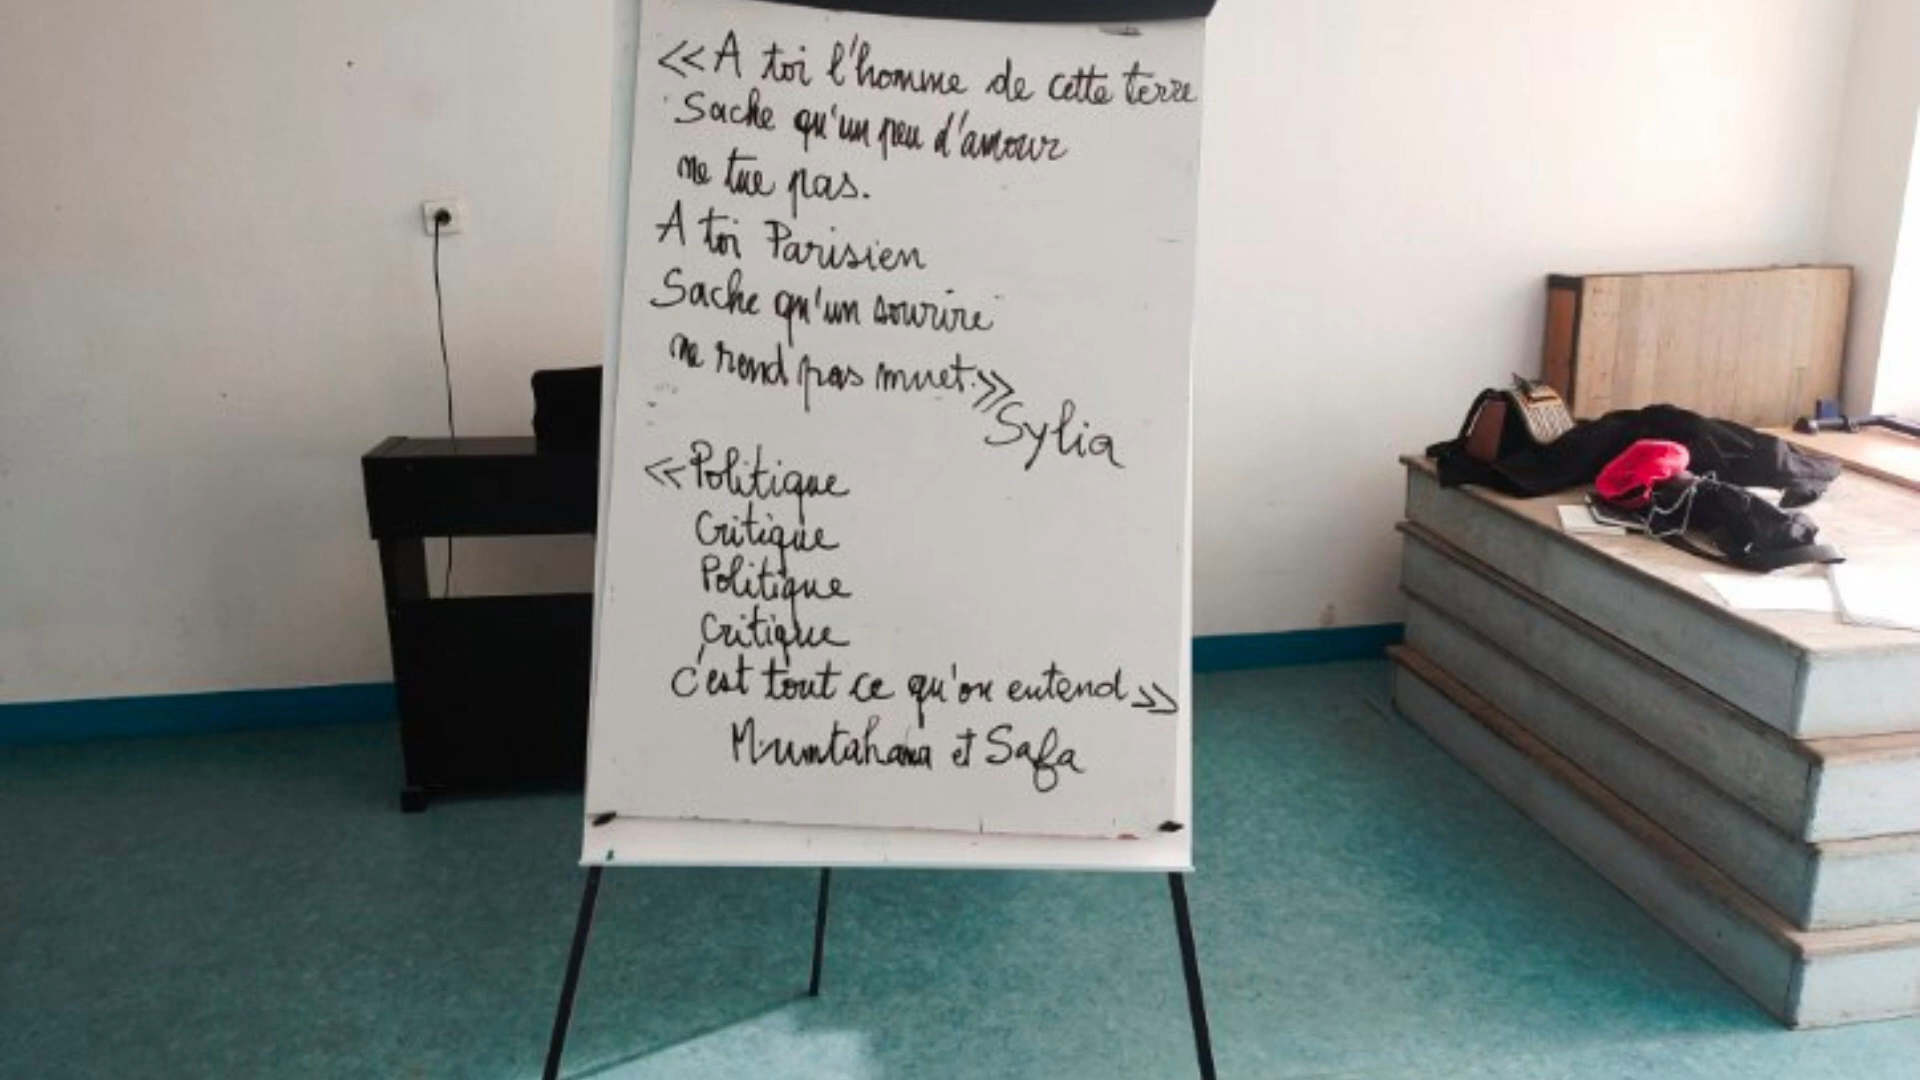 <<A toi l'homme de cette terre
Sache qu'un peu d'amour
ne tue pas.
A toi Parisien
Sache qu'un sourire
ne rend pas muet.>>
Sylia
<<Politique
Critique
Politique
Critique
c'est tout ce qu'on entend>>
Muntahana et Safa